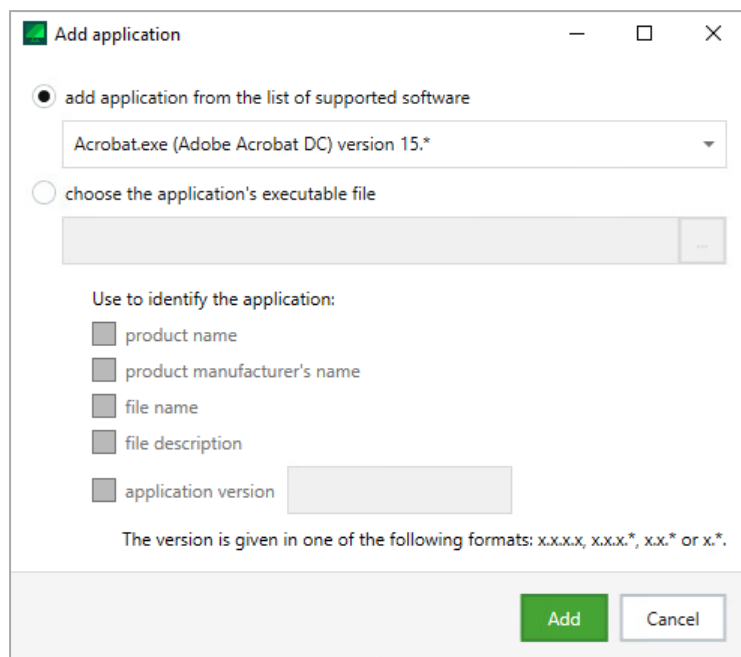 Add application
add application from the list of supported software
Acrobat.exe (Adobe Acrobat DC) version 15.*
choose the application's executable file
...
Use to identify the application:
product name
product manufacturer's name
file name
file description
application version
The version is given in one of the following formats: x.x.x.x, x.x.x.*, x.x.* or x.*.
Add
Cancel